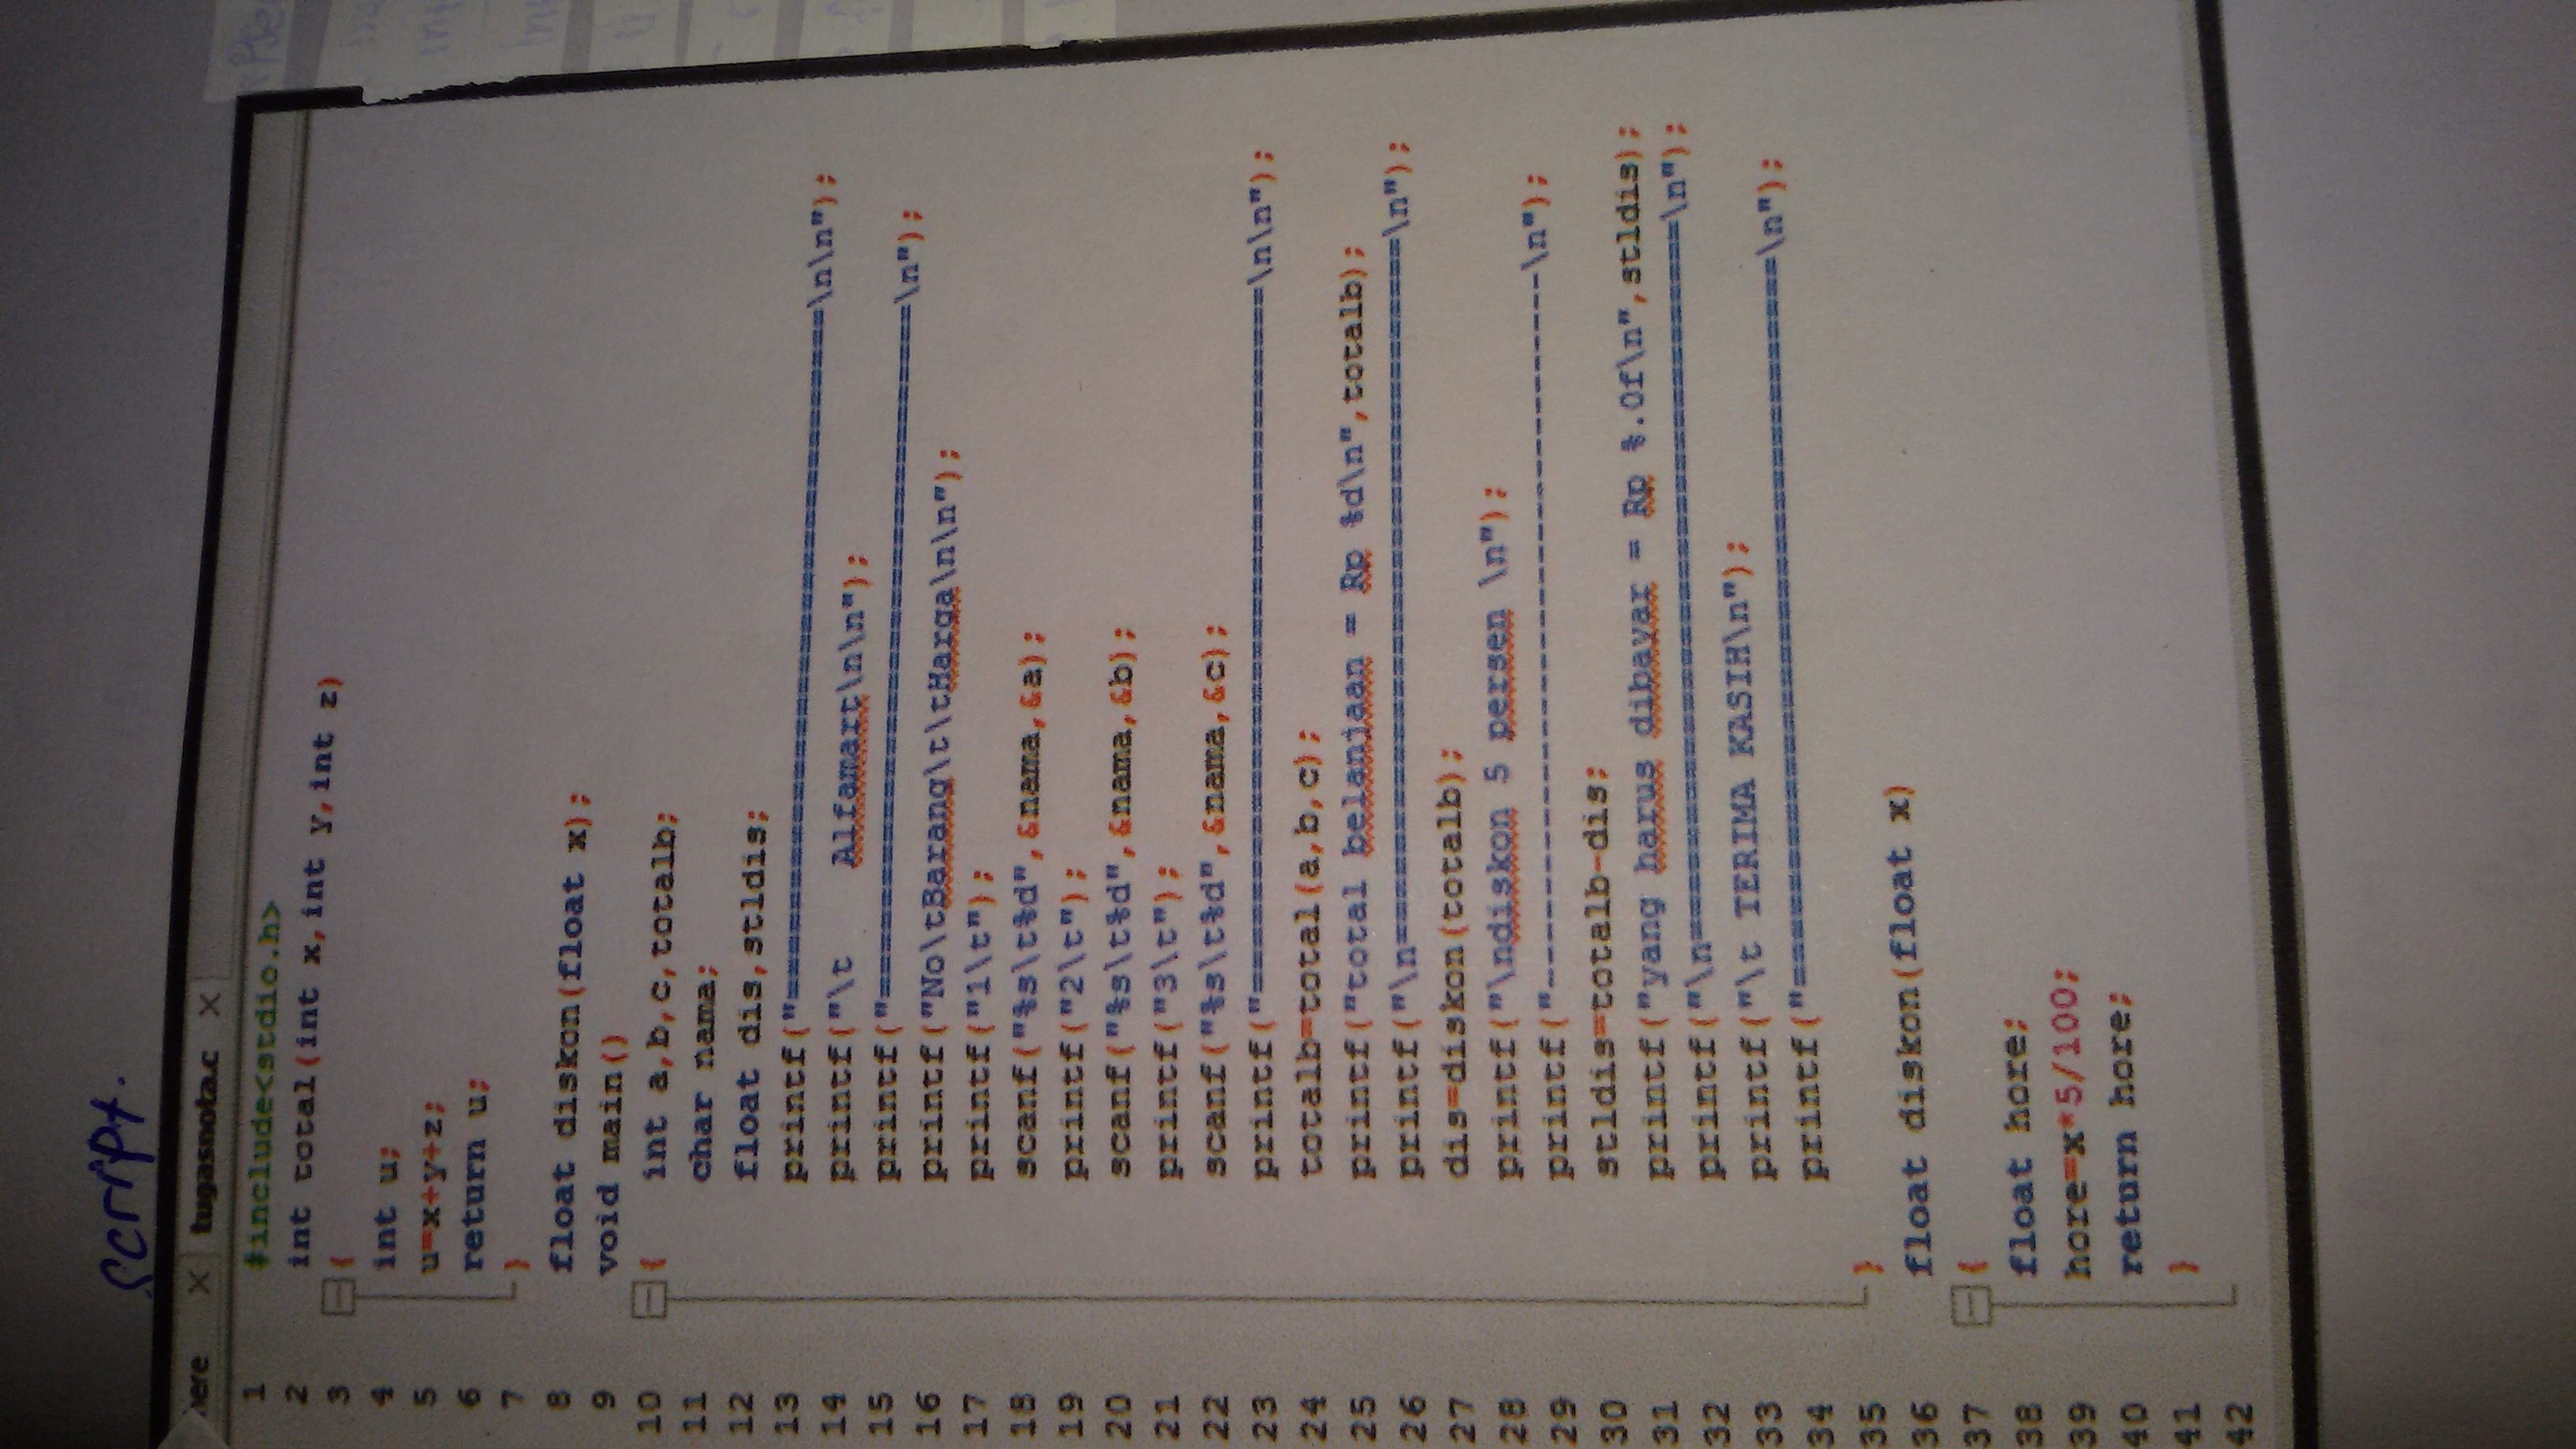 script.
here × tugasnota.c ×
1 #include<stdio.h>
2 int total(int x,int y,int z)
3 {
4 int u;
5 u=x+y+z;
6 return u;
7 }
8 float diskon(float x);
9 void main()
10 { int a,b,c,totalb;
11 char nama;
12 float dis,stldis;
13 printf("======================================\n\n");
14 printf("\t Alfamart\n\n");
15 printf("======================================\n");
16 printf("No\tBarang\t\tHarga\n\n");
17 printf("1\t");
18 scanf("%s\t%d",&nama,&a);
19 printf("2\t");
20 scanf("%s\t%d",&nama,&b);
21 printf("3\t");
22 scanf("%s\t%d",&nama,&c);
23 printf("======================================\n\n");
24 totalb=total(a,b,c);
25 printf("total belanjaan = Rp %d\n",totalb);
26 printf("\n======================================\n");
27 dis=diskon(totalb);
28 printf("\ndiskon 5 persen \n");
29 printf("--------------------------------------\n");
30 stldis=totalb-dis;
31 printf("yang harus dibayar = Rp %.0f\n",stldis);
32 printf("\n======================================\n");
33 printf("\t TERIMA KASIH\n");
34 printf("======================================\n");
35 }
36 float diskon(float x)
37 {
38 float hore;
39 hore=x*5/100;
40 return hore;
41 }
42